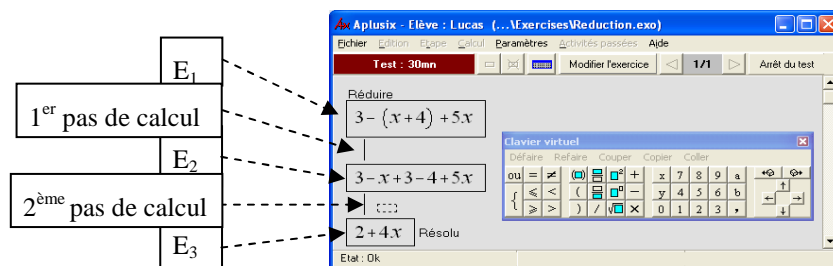 E1
1er pas de calcul
E2
2ème pas de calcul
E3
Aplusix - Elève : Lucas (...\Exercises\Reduction.exo)
Fichier Edition Etape Calcul Paramètres Activités passées Aide
Test : 30mn Modifier l'exercice 1/1 Arrêt du test
Réduire
3 - (x+4) + 5x
3 - x + 3 - 4 + 5x
2 + 4x Résolu
Clavier virtuel
Défaire Refaire Couper Copier Coller
ou = ≠ (□) □² + x 7 8 9 a
{ ⩽ < ( □ − y 4 5 6 b
⩾ > ) / √□ × 0 1 2 3 ,
Etat : Ok